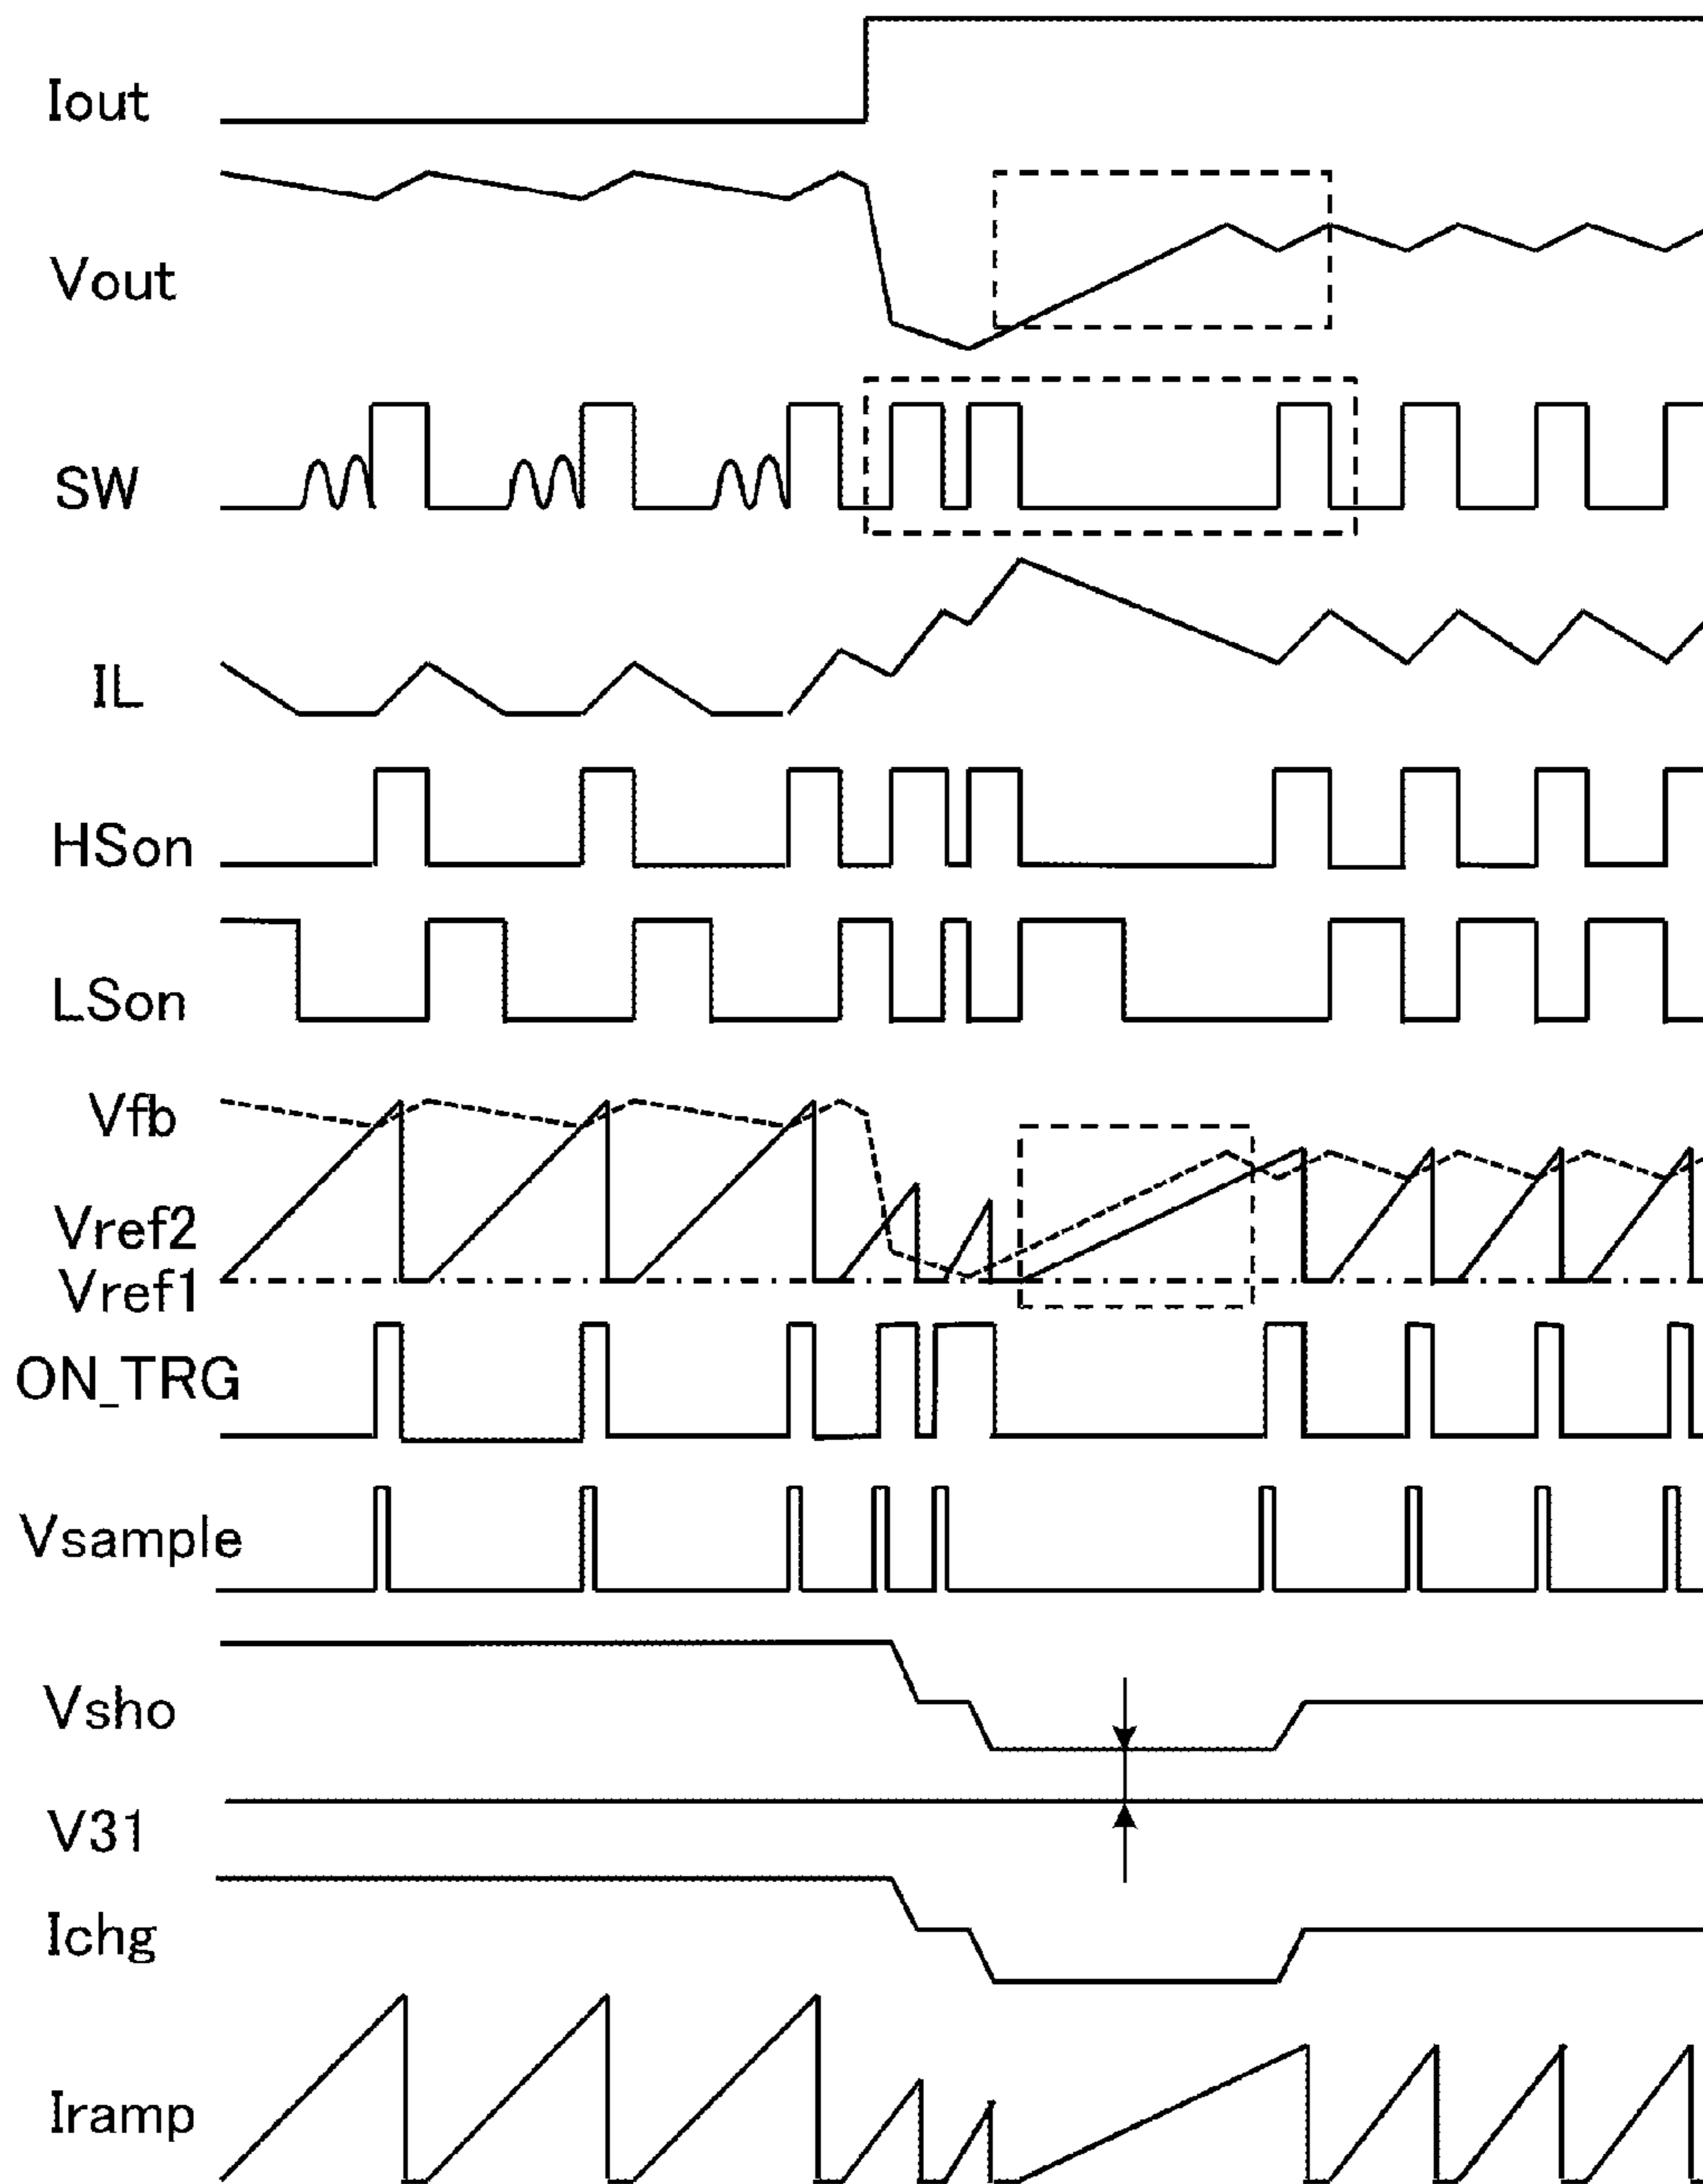 Iout
Vout
SW
IL
HSon
LSon
Vfb
Vref2
Vref1
ON_TRG
Vsample
Vsho
V31
Ichg
Iramp